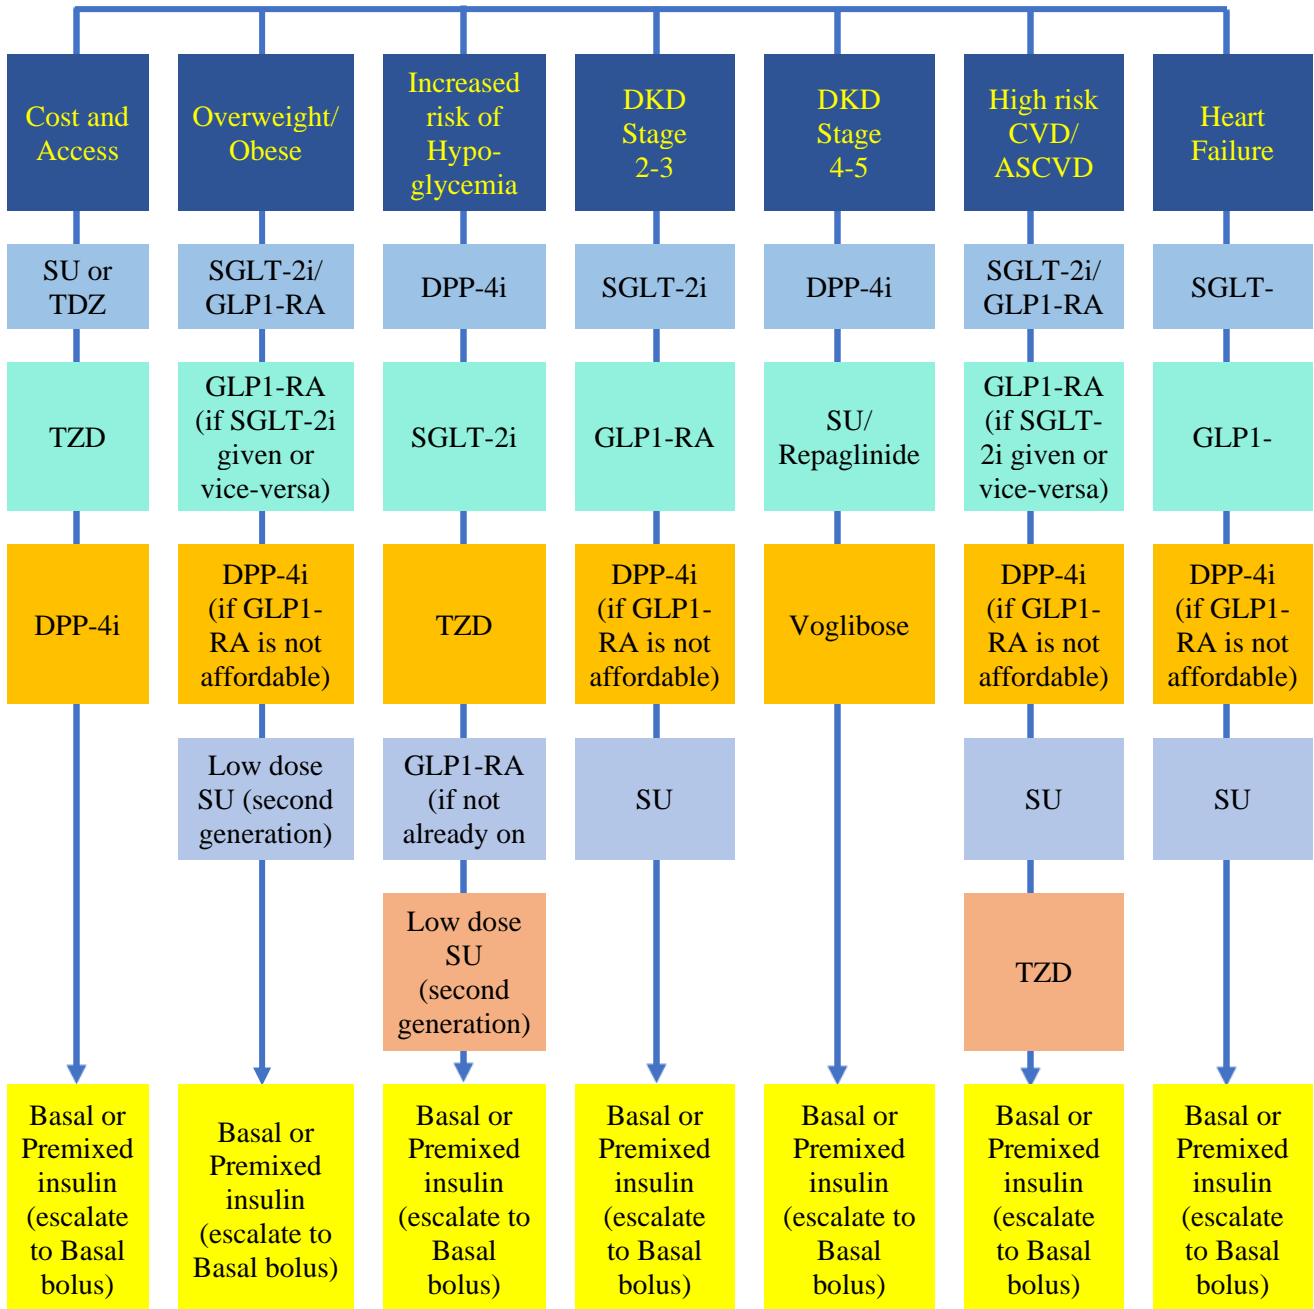 Cost and
Access
Overweight/
Obese
Increased
risk of
Hypo-
glycemia
DKD
Stage
2-3
DKD
Stage
4-5
High risk
CVD/
ASCVD
Heart
Failure
SU or
TDZ
SGLT-2i/
GLP1-RA
DPP-4i
SGLT-2i
DPP-4i
SGLT-2i/
GLP1-RA
SGLT-
TZD
GLP1-RA
(if SGLT-2i
given or
vice-versa)
SGLT-2i
GLP1-RA
SU/
Repaglinide
GLP1-RA
(if SGLT-
2i given or
vice-versa)
GLP1-
DPP-4i
DPP-4i
(if GLP1-
RA is not
affordable)
TZD
DPP-4i
(if GLP1-
RA is not
affordable)
Voglibose
DPP-4i
(if GLP1-
RA is not
affordable)
DPP-4i
(if GLP1-
RA is not
affordable)
Low dose
SU (second
generation)
GLP1-RA
(if not
already on
SU
SU
SU
Low dose
SU
(second
generation)
TZD
Basal or
Premixed
insulin
(escalate
to Basal
bolus)
Basal or
Premixed
insulin
(escalate to
Basal bolus)
Basal or
Premixed
insulin
(escalate to
Basal
bolus)
Basal or
Premixed
insulin
(escalate
to Basal
bolus)
Basal or
Premixed
insulin
(escalate to
Basal
bolus)
Basal or
Premixed
insulin
(escalate
to Basal
bolus)
Basal or
Premixed
insulin
(escalate
to Basal
bolus)